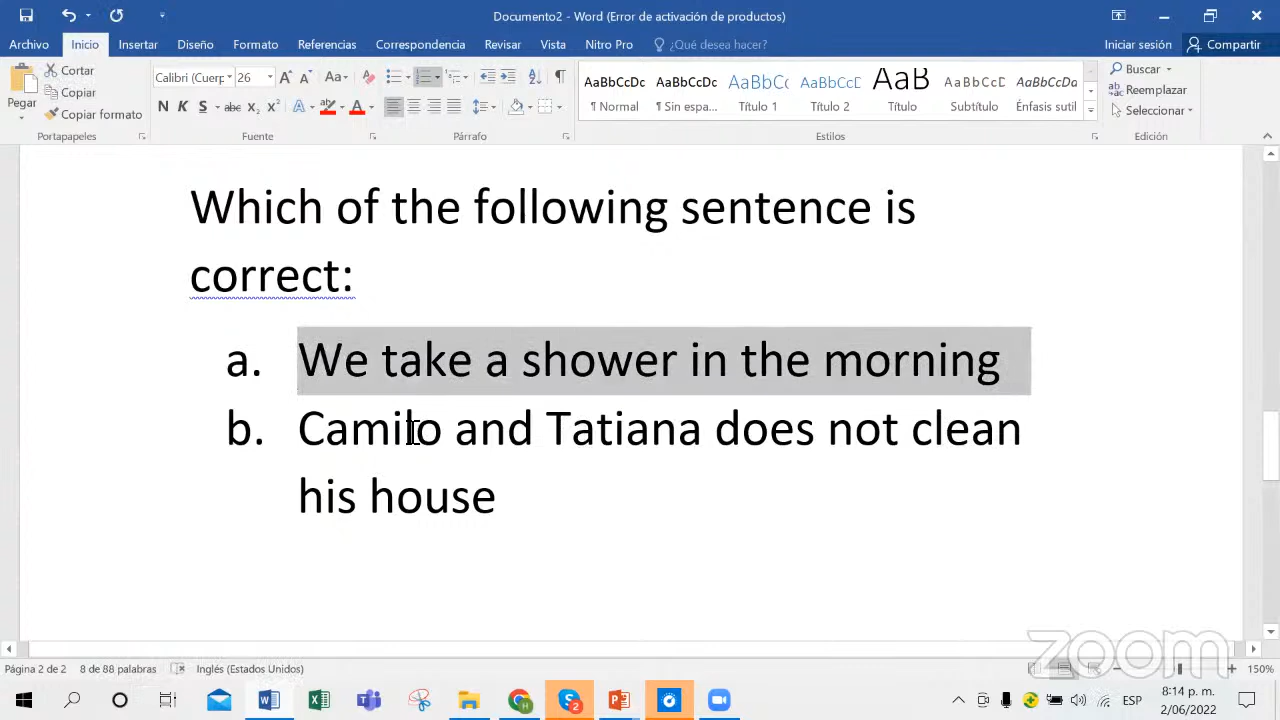 Documento2 - Word (Error de activación de productos)
Archivo Inicio Insertar Diseño Formato Referencias Correspondencia Revisar Vista Nitro Pro ¿Qué desea hacer? Iniciar sesión Compartir
Pegar
Cortar
Copiar
Copiar formato
Portapapeles
Calibri (Cuerp 26
N K S abc x₂ x² A A
Fuente
Párrafo
AaBbCcDc AaBbCcDc AaBbCc AaBbCcD AaB AaBbCcD AaBbCcDt
¶ Normal ¶ Sin espa... Título 1 Título 2 Título Subtítulo Énfasis sutil
Estilos
Buscar
Reemplazar
Seleccionar
Edición
Which of the following sentence is
correct:
a. We take a shower in the morning
b. Camilo and Tatiana does not clean
his house
zoom
Página 2 de 2 8 de 88 palabras Inglés (Estados Unidos) 150%
ESP
8:14 p. m.
2/06/2022